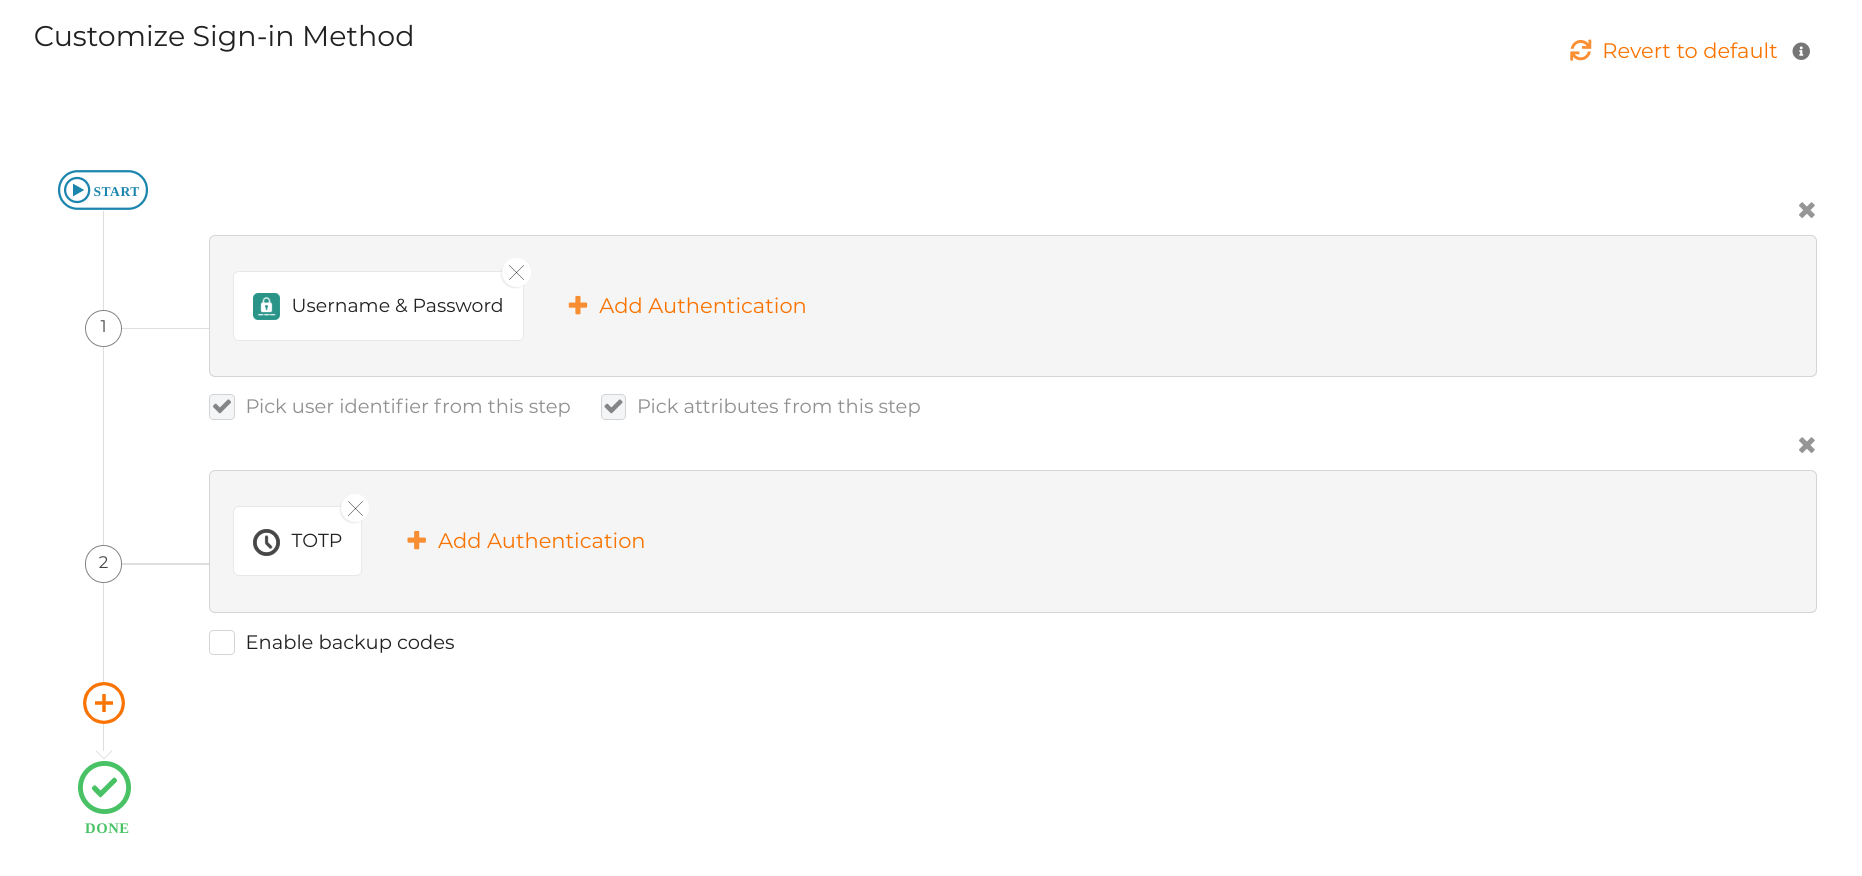 Customize Sign-in Method
Revert to default
START
1
Username & Password
Add Authentication
Pick user identifier from this step
Pick attributes from this step
2
TOTP
Add Authentication
Enable backup codes
DONE